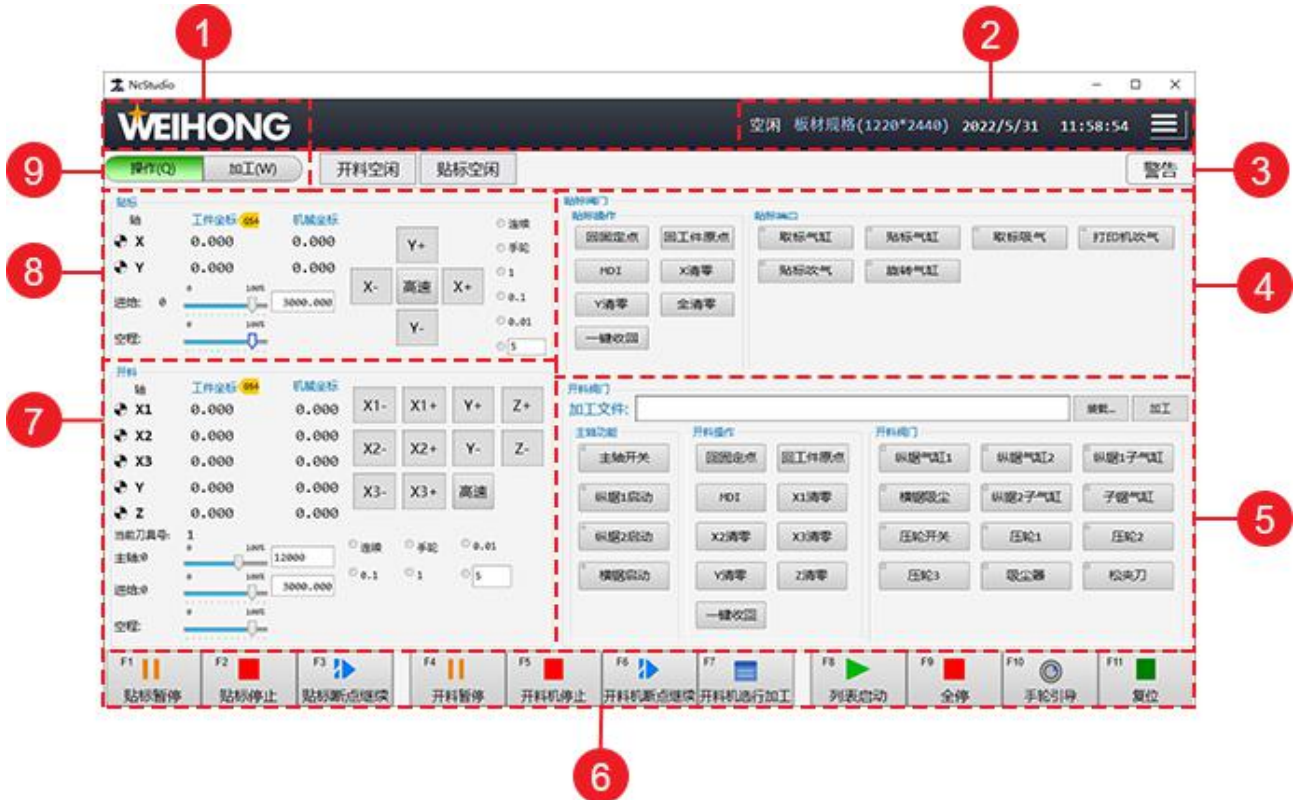 1
2
NcStudio
WEIHONG
空闲 板材规格(1220*2440) 2022/5/31 11:58:54
9
操作(Q) 加工(W) 开料空闲 贴标空闲 警告
3
贴标
轴 工件坐标 G54 机械坐标
X 0.000 0.000
Y 0.000 0.000
进给: 0 0 100% 3000.000
空程: 0 100%
Y+
X- 高速 X+
Y-
连续
手轮
1
0.1
0.01
5
8
贴标阀门
贴标操作
回固定点 回工件原点
MDI X清零
Y清零 全清零
一键收回
贴标端口
取标气缸 贴标气缸 取标吸气 打印机吹气
贴标吹气 旋转气缸
4
开料
轴 工件坐标 G54 机械坐标
X1 0.000 0.000
X2 0.000 0.000
X3 0.000 0.000
Y 0.000 0.000
Z 0.000 0.000
当前刀具号: 1
主轴:0 0 100% 12000
进给:0 0 100% 3000.000
空程: 0 100%
X1- X1+ Y+ Z+
X2- X2+ Y- Z-
X3- X3+ 高速
连续 手轮 0.01
0.1 1 5
7
开料阀门
加工文件: 装载... 加工
主轴功能
主轴开关
纵锯1启动
纵锯2启动
横锯启动
开料操作
回固定点 回工件原点
MDI X1清零
X2清零 X3清零
Y清零 Z清零
一键收回
开料阀门
纵锯气缸1 纵锯气缸2 纵锯1子气缸
横锯吸尘 纵锯2子气缸 子锯气缸
压轮开关 压轮1 压轮2
压轮3 吸尘器 松夹刀
5
F1 贴标暂停
F2 贴标停止
F3 贴标断点继续
F4 开料暂停
F5 开料机停止
F6 开料机断点继续
F7 开料机选行加工
F8 列表启动
F9 全停
F10 手轮引导
F11 复位
6